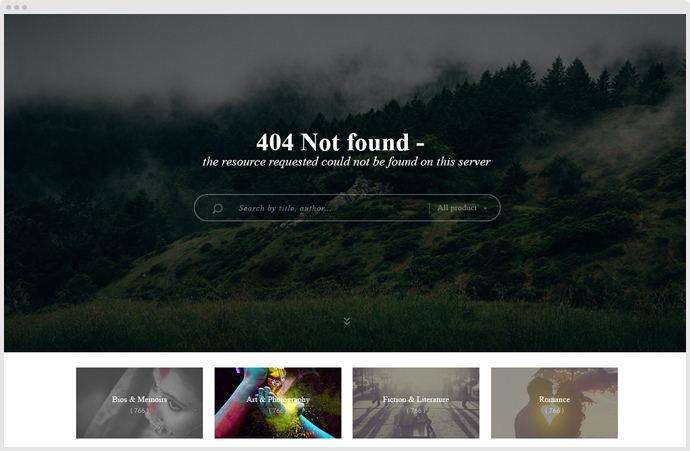 404 Not found -
the resource requested could not be found on this server
Search by title, author...
All product
Bios & Memoirs
( 766 )
Art & Photography
( 766 )
Fiction & Literature
( 766 )
Romance
( 766 )